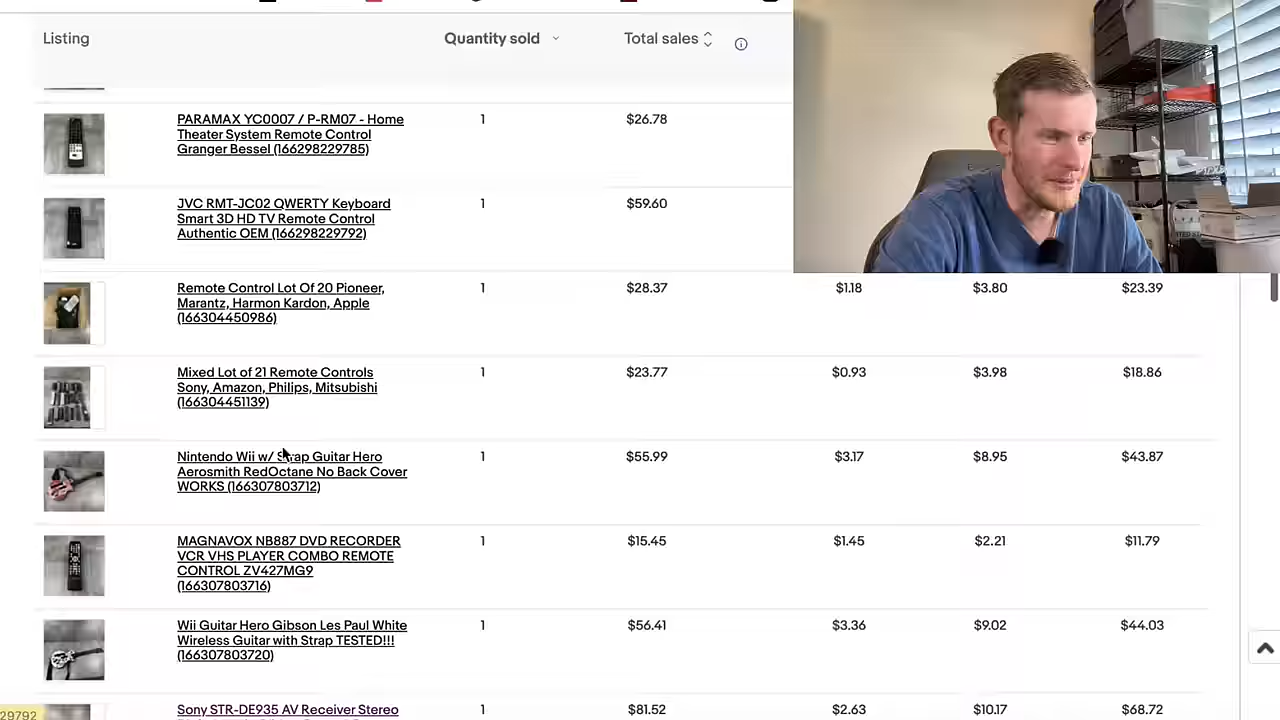 Listing Quantity sold Total sales
PARAMAX YC0007 / P-RM07 - Home 1 $26.78
Theater System Remote Control
Granger Bessel (166298229785)
JVC RMT-JC02 QWERTY Keyboard 1 $59.60
Smart 3D HD TV Remote Control
Authentic OEM (166298229792)
Remote Control Lot Of 20 Pioneer, 1 $28.37 $1.18 $3.80 $23.39
Marantz, Harmon Kardon, Apple
(166304450986)
Mixed Lot of 21 Remote Controls 1 $23.77 $0.93 $3.98 $18.86
Sony, Amazon, Philips, Mitsubishi
(166304451139)
Nintendo Wii w/ Strap Guitar Hero 1 $55.99 $3.17 $8.95 $43.87
Aerosmith RedOctane No Back Cover
WORKS (166307803712)
MAGNAVOX NB887 DVD RECORDER 1 $15.45 $1.45 $2.21 $11.79
VCR VHS PLAYER COMBO REMOTE
CONTROL ZV427MG9
(166307803716)
Wii Guitar Hero Gibson Les Paul White 1 $56.41 $3.36 $9.02 $44.03
Wireless Guitar with Strap TESTED!!!
(166307803720)
Sony STR-DE935 AV Receiver Stereo 1 $81.52 $2.63 $10.17 $68.72
29792